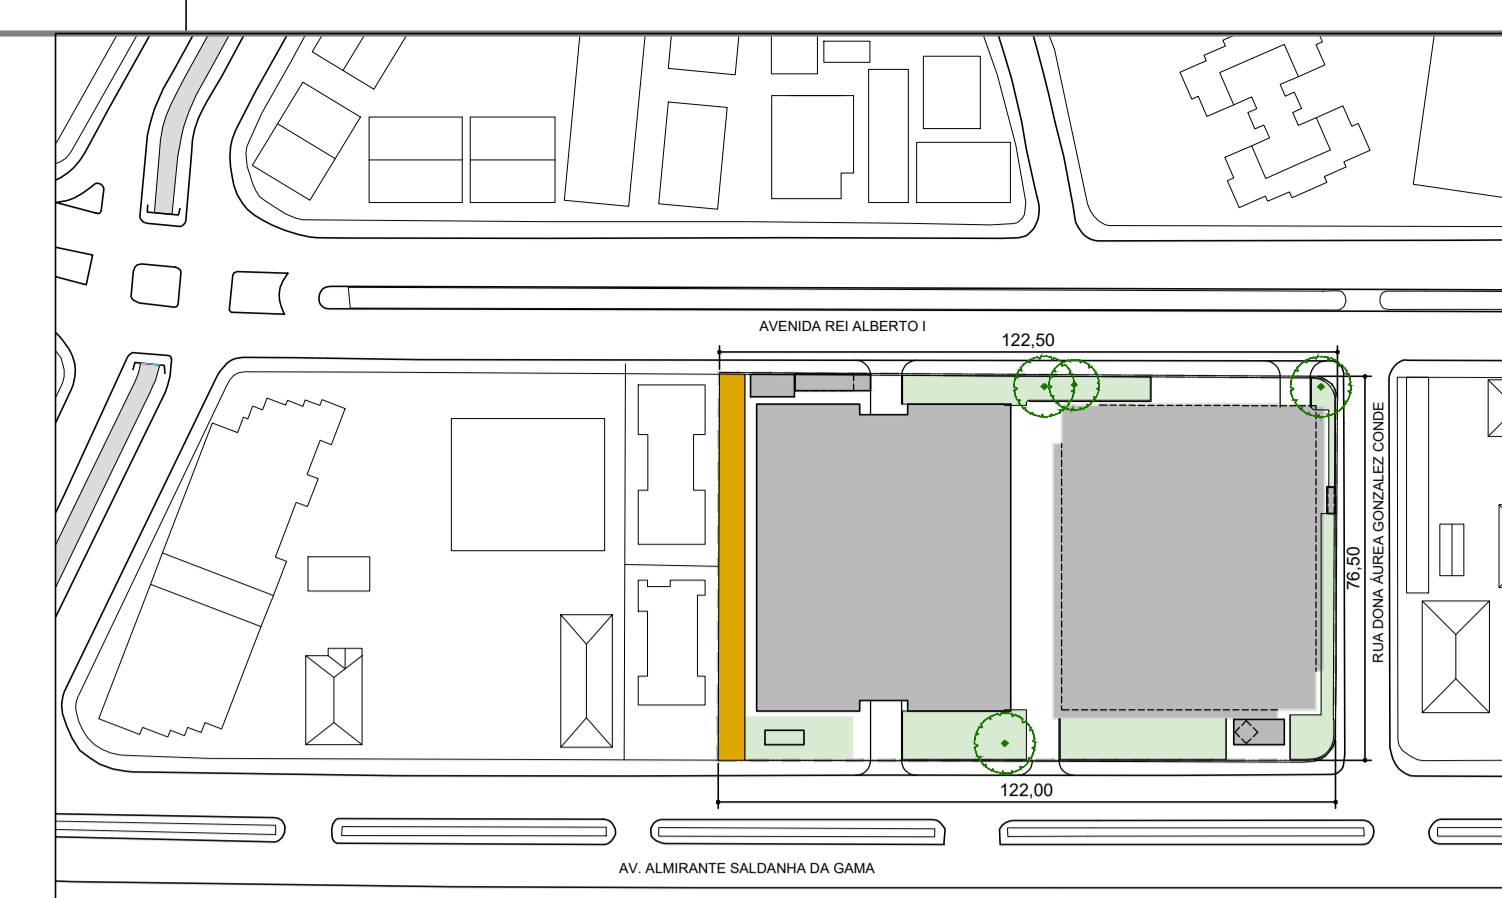 AVENIDA REI ALBERTO I
122,50
RUA DONA ÁUREA GONZALEZ CONDE
76,50
122,00
AV. ALMIRANTE SALDANHA DA GAMA